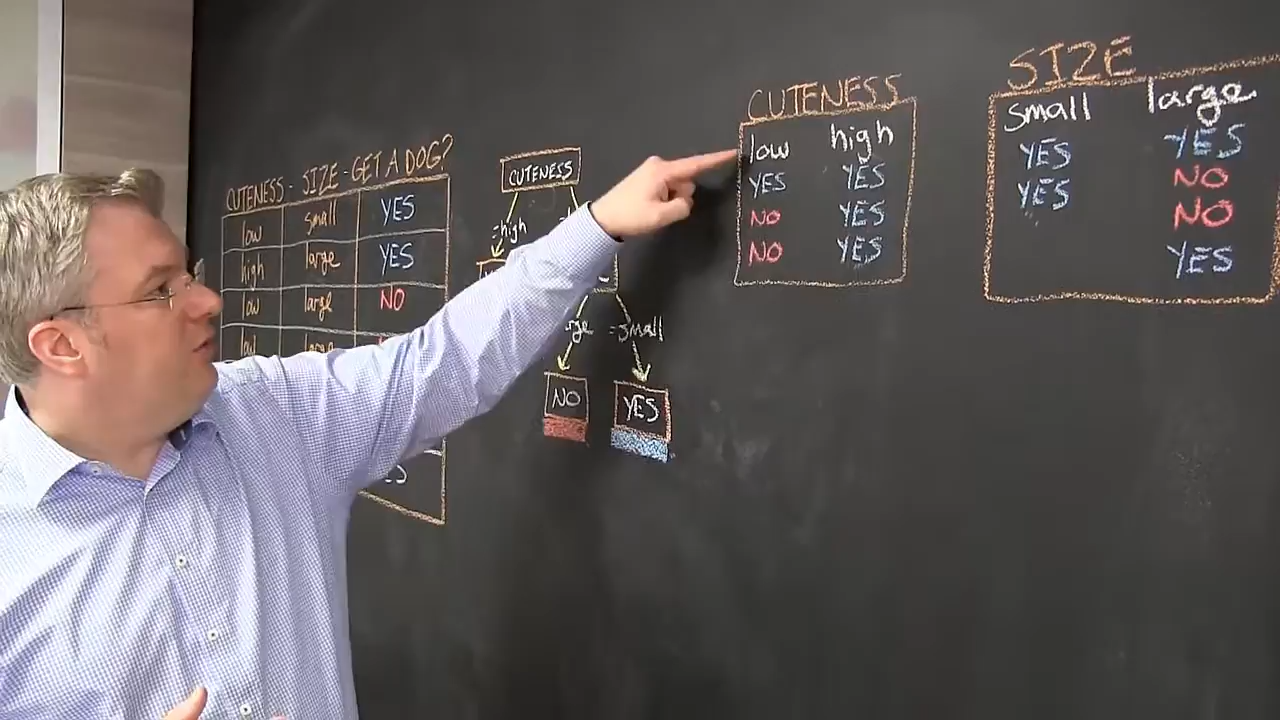 CUTENESS - SIZE - GET A DOG?
low small YES
high large YES
low large NO
low
CUTENESS
=high
=small
NO YES
CUTENESS
low high
YES YES
NO YES
NO YES
SIZE
small large
YES YES
YES NO
NO
YES